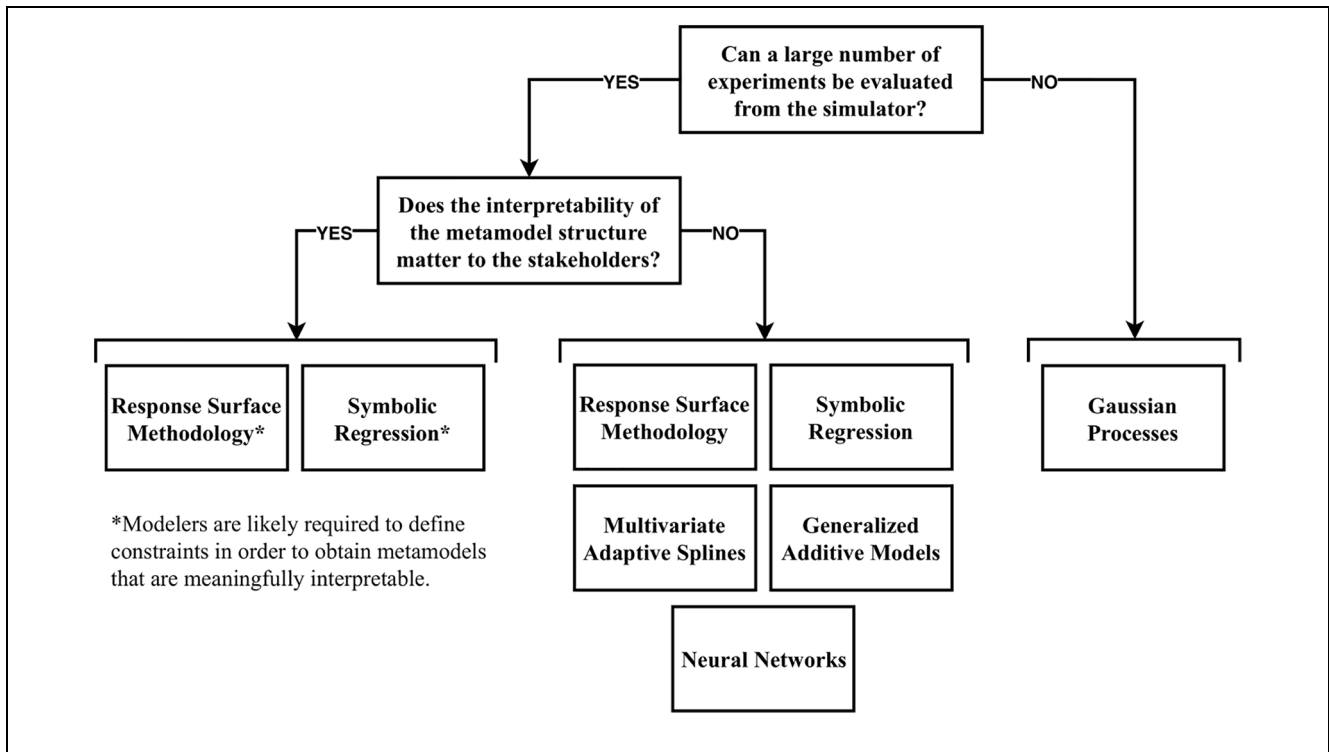 Can a large number of
experiments be evaluated
from the simulator?
YES
NO
Does the interpretability of
the metamodel structure
matter to the stakeholders?
YES
NO
Response Surface
Methodology*
Symbolic
Regression*
Response Surface
Methodology
Symbolic
Regression
Gaussian
Processes
*Modelers are likely required to define
constraints in order to obtain metamodels
that are meaningfully interpretable.
Multivariate
Adaptive Splines
Generalized
Additive Models
Neural Networks